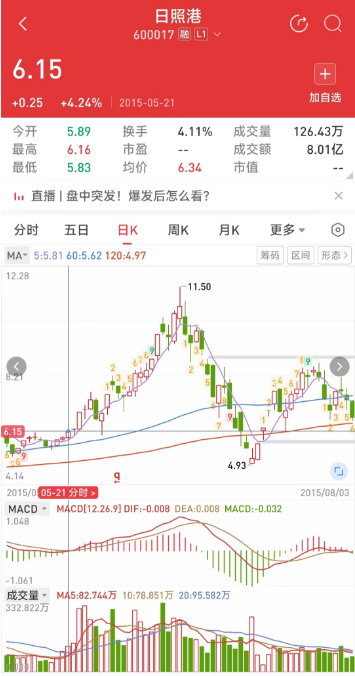 日照港
600017 融 L1
6.15
+0.25 +4.24% 2015-05-21
加自选
今开 5.89 换手 4.11% 成交量 126.43万
最高 6.16 市盈 -- 成交额 8.01亿
最低 5.83 均价 6.34 市值 --
直播 | 盘中突发！爆发后怎么看？
分时 五日 日K 周K 月K 更多
MA 5:5.81 60:5.62 120:4.97 筹码 区间 形态>
12.28
11.50
8.21
6.15
4.93
4.14
q
2015/0 05-21 分时 > 2015/08/03
MACD MACD[12.26.9] DIF:-0.008 DEA:0.008 MACD:-0.032
1.048
-1.061
成交量 MA5:82.744万 10:78.851万 20:95.582万
332.822万